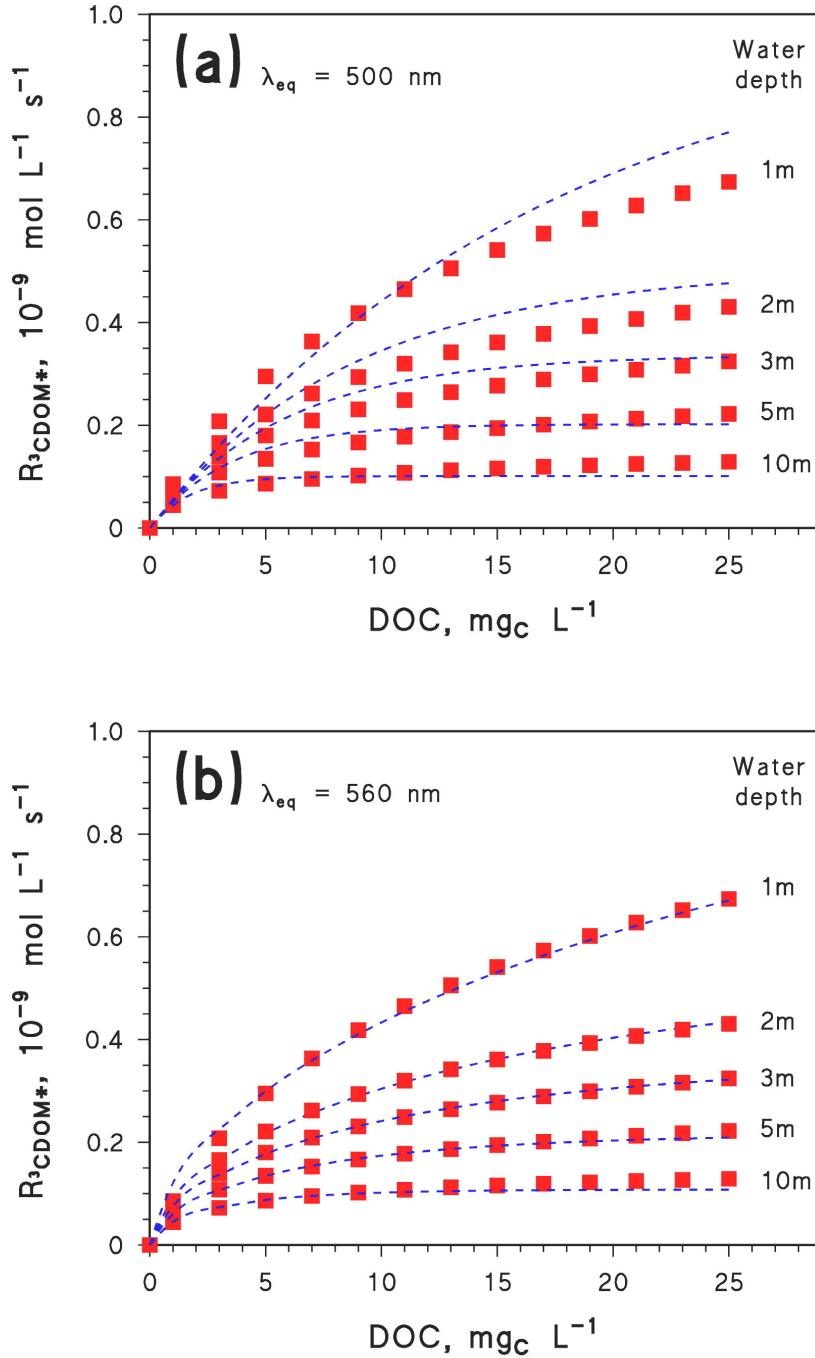 (a) λeq = 500 nm
Water
depth
1m
2m
3m
5m
10m
1.0
0.8
0.6
0.4
0.2
0
R³CDOM*, 10⁻⁹ mol L⁻¹ s⁻¹
0 5 10 15 20 25
DOC, mgC L⁻¹
(b) λeq = 560 nm
Water
depth
1m
2m
3m
5m
10m
1.0
0.8
0.6
0.4
0.2
0
R³CDOM*, 10⁻⁹ mol L⁻¹ s⁻¹
0 5 10 15 20 25
DOC, mgC L⁻¹